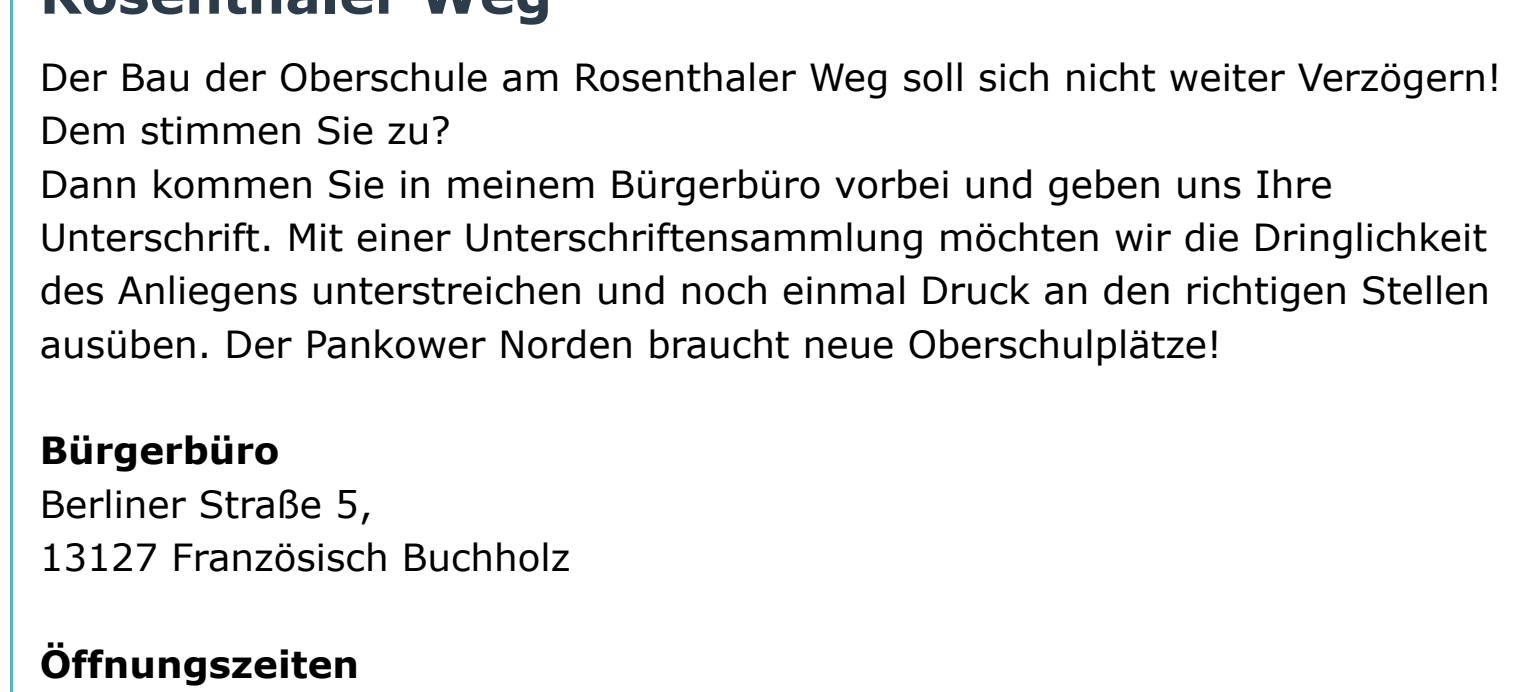 Rosenthaler Weg
Der Bau der Oberschule am Rosenthaler Weg soll sich nicht weiter Verzögern!
Dem stimmen Sie zu?
Dann kommen Sie in meinem Bürgerbüro vorbei und geben uns Ihre
Unterschrift. Mit einer Unterschriftensammlung möchten wir die Dringlichkeit
des Anliegens unterstreichen und noch einmal Druck an den richtigen Stellen
ausüben. Der Pankower Norden braucht neue Oberschulplätze!
Bürgerbüro
Berliner Straße 5,
13127 Französisch Buchholz
Öffnungszeiten